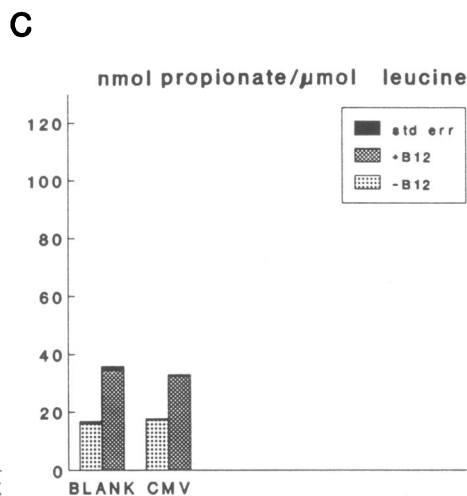 C
nmol propionate/µmol leucine
120
100
80
60
40
20
0
std err
+B12
-B12
BLANK CMV